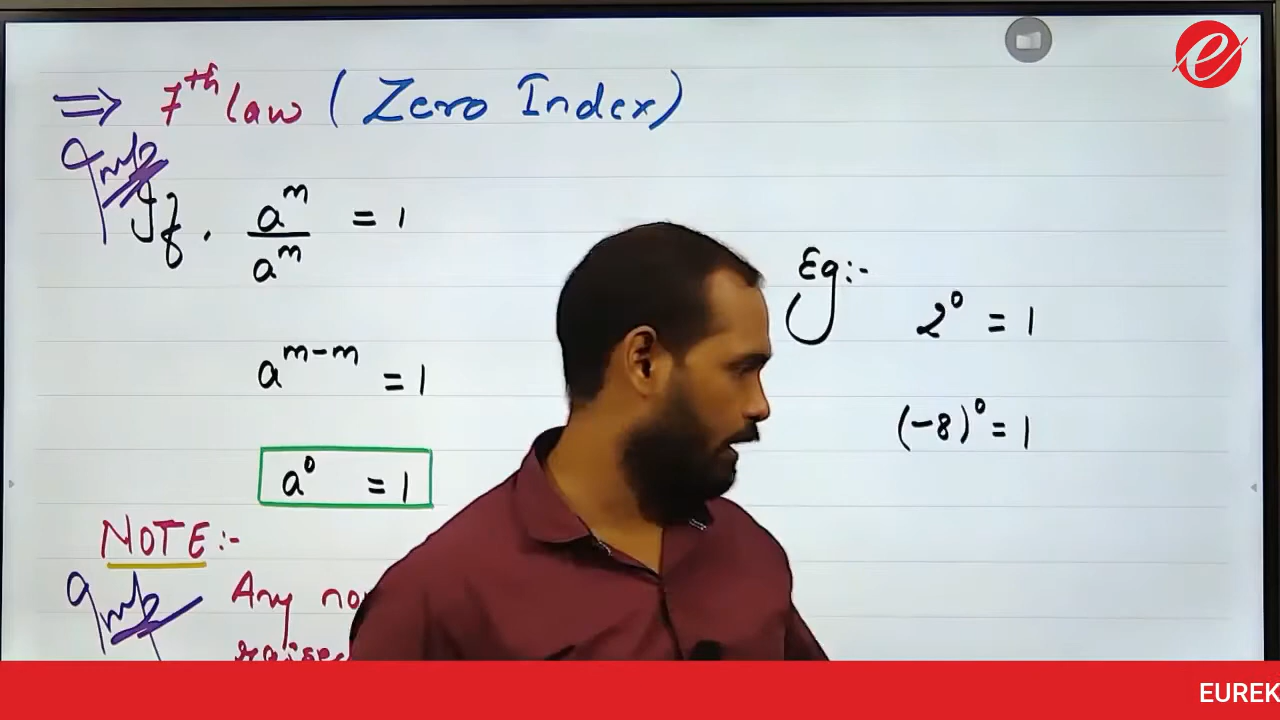 ⇒ 7th law (Zero Index)
Imp
If. a^m / a^m = 1
a^(m-m) = 1
a^0 = 1
NOTE:-
Imp
Any
Eg:-
2^0 = 1
(-8)^0 = 1
e
EUREK